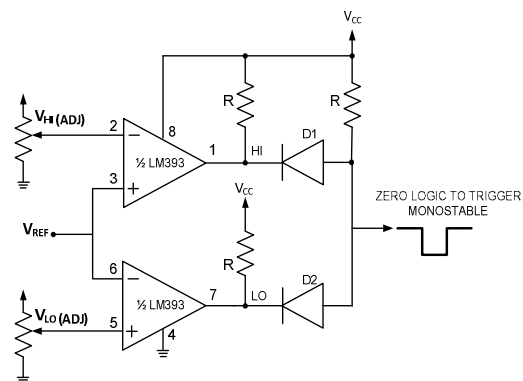 VCC
R
R
VHI (ADJ)
2
8
1
HI
D1
½ LM393
3
VREF
VCC
ZERO LOGIC TO TRIGGER
MONOSTABLE
6
R
D2
½ LM393
7
LO
VLO (ADJ)
5
4